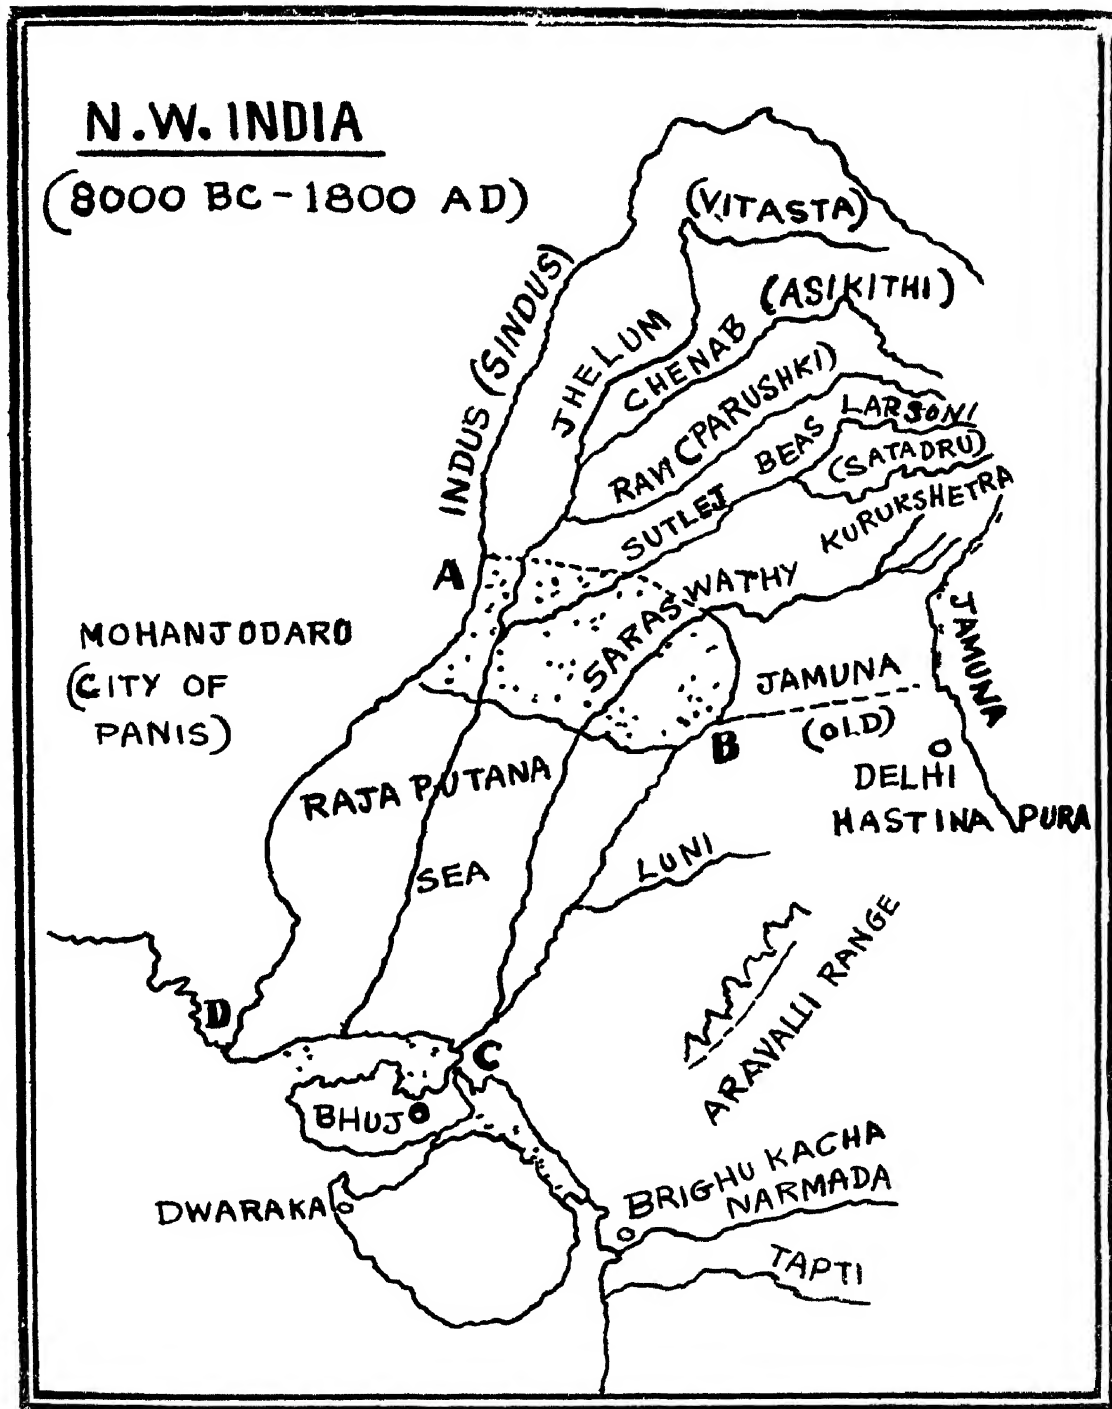 N.W. INDIA
(8000 BC - 1800 AD)
(VITASTA)
INDUS (SINDUS)
JHELUM
CHENAB
(ASIKITHI)
RAVI (PARUSHKI)
BEAS
LARSONI
(SATADRU)
SUTLEJ
KURUKSHETRA
A
SARASWATHY
MOHANJODARO
(CITY OF
PANIS)
JAMUNA
(OLD)
JAMUNA
B
DELHI
HASTINA PURA
RAJA PUTANA
SEA
LUNI
ARAVALLI RANGE
D
C
BHUJ
DWARAKA
BRIGHU KACHA
NARMADA
TAPTI